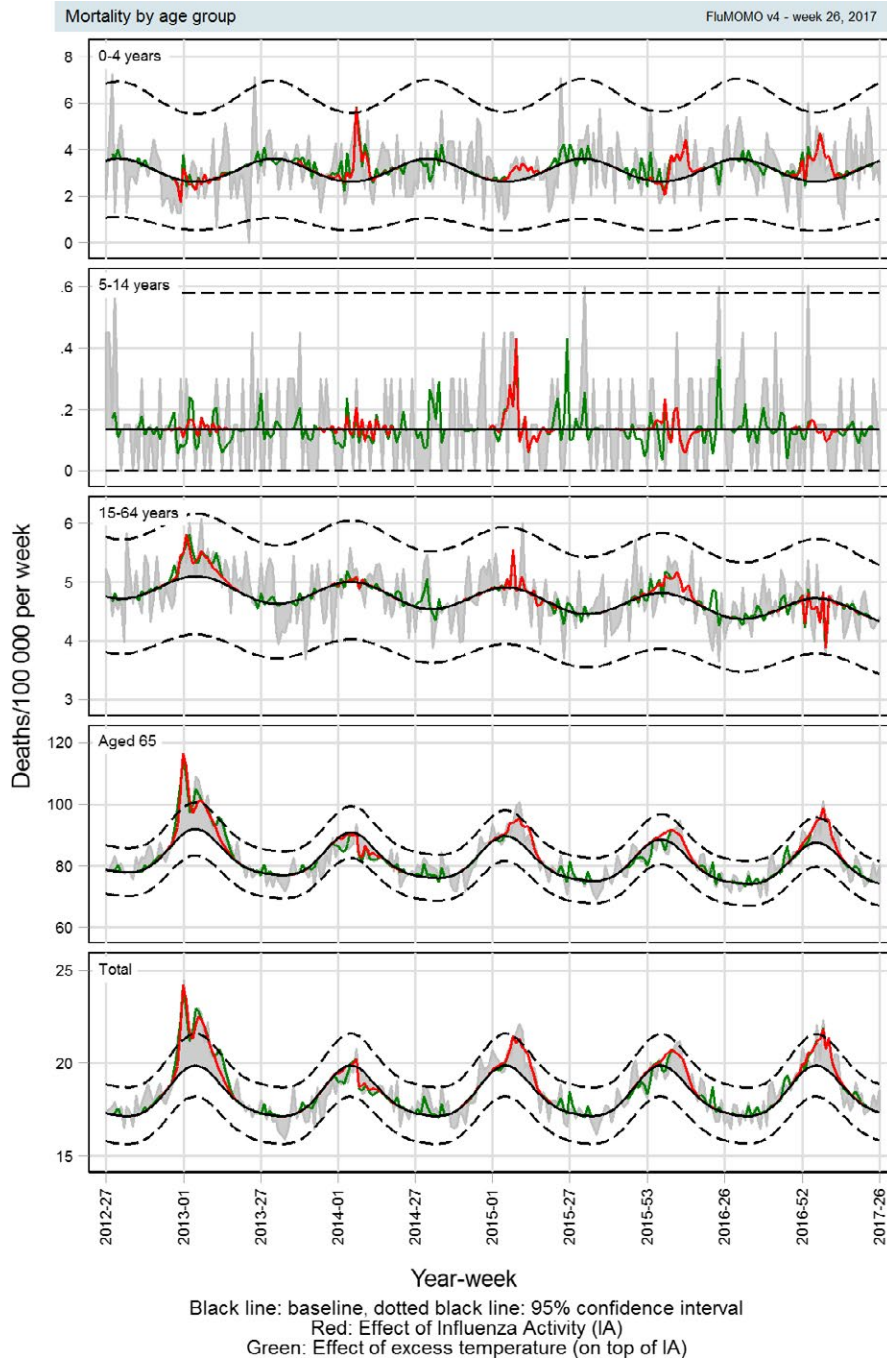 Mortality by age group
FluMOMO v4 - week 26, 2017
Deaths/100 000 per week
0-4 years
8
6
4
2
0
5-14 years
.6
.4
.2
0
15-64 years
6
5
4
3
Aged 65
120
100
80
60
Total
25
20
15
2012-27
2013-01
2013-27
2014-01
2014-27
2015-01
2015-27
2015-53
2016-26
2016-52
2017-26
Year-week
Black line: baseline, dotted black line: 95% confidence interval
Red: Effect of Influenza Activity (IA)
Green: Effect of excess temperature (on top of IA)